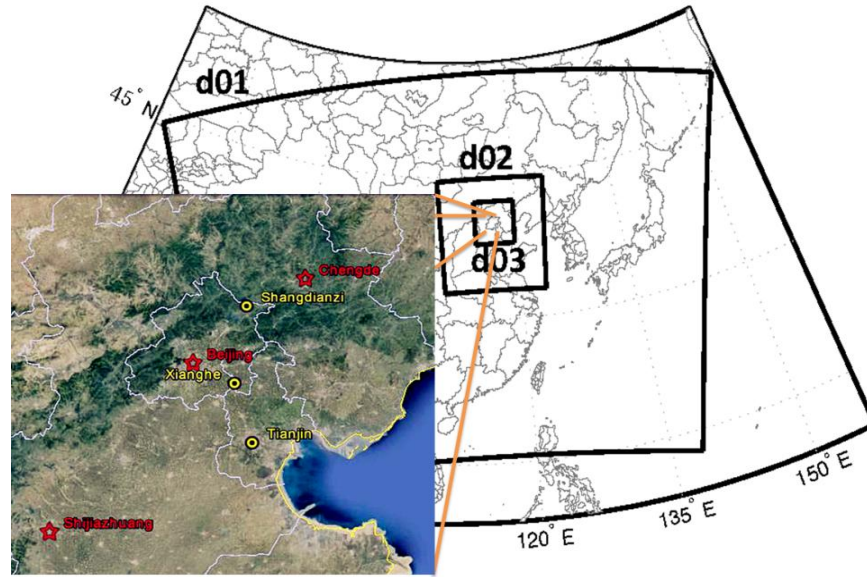 d01
45° N
d02
d03
Chengde
Shangdianzi
Beijing
Xianghe
Tianjin
Shijiazhuang
150° E
135° E
120° E